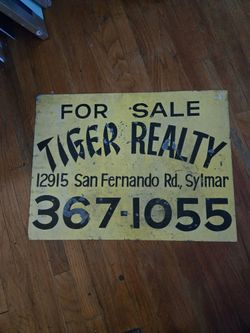 FOR SALE
TIGER REALTY
12915 San Fernando Rd., Sylmar
367-1055